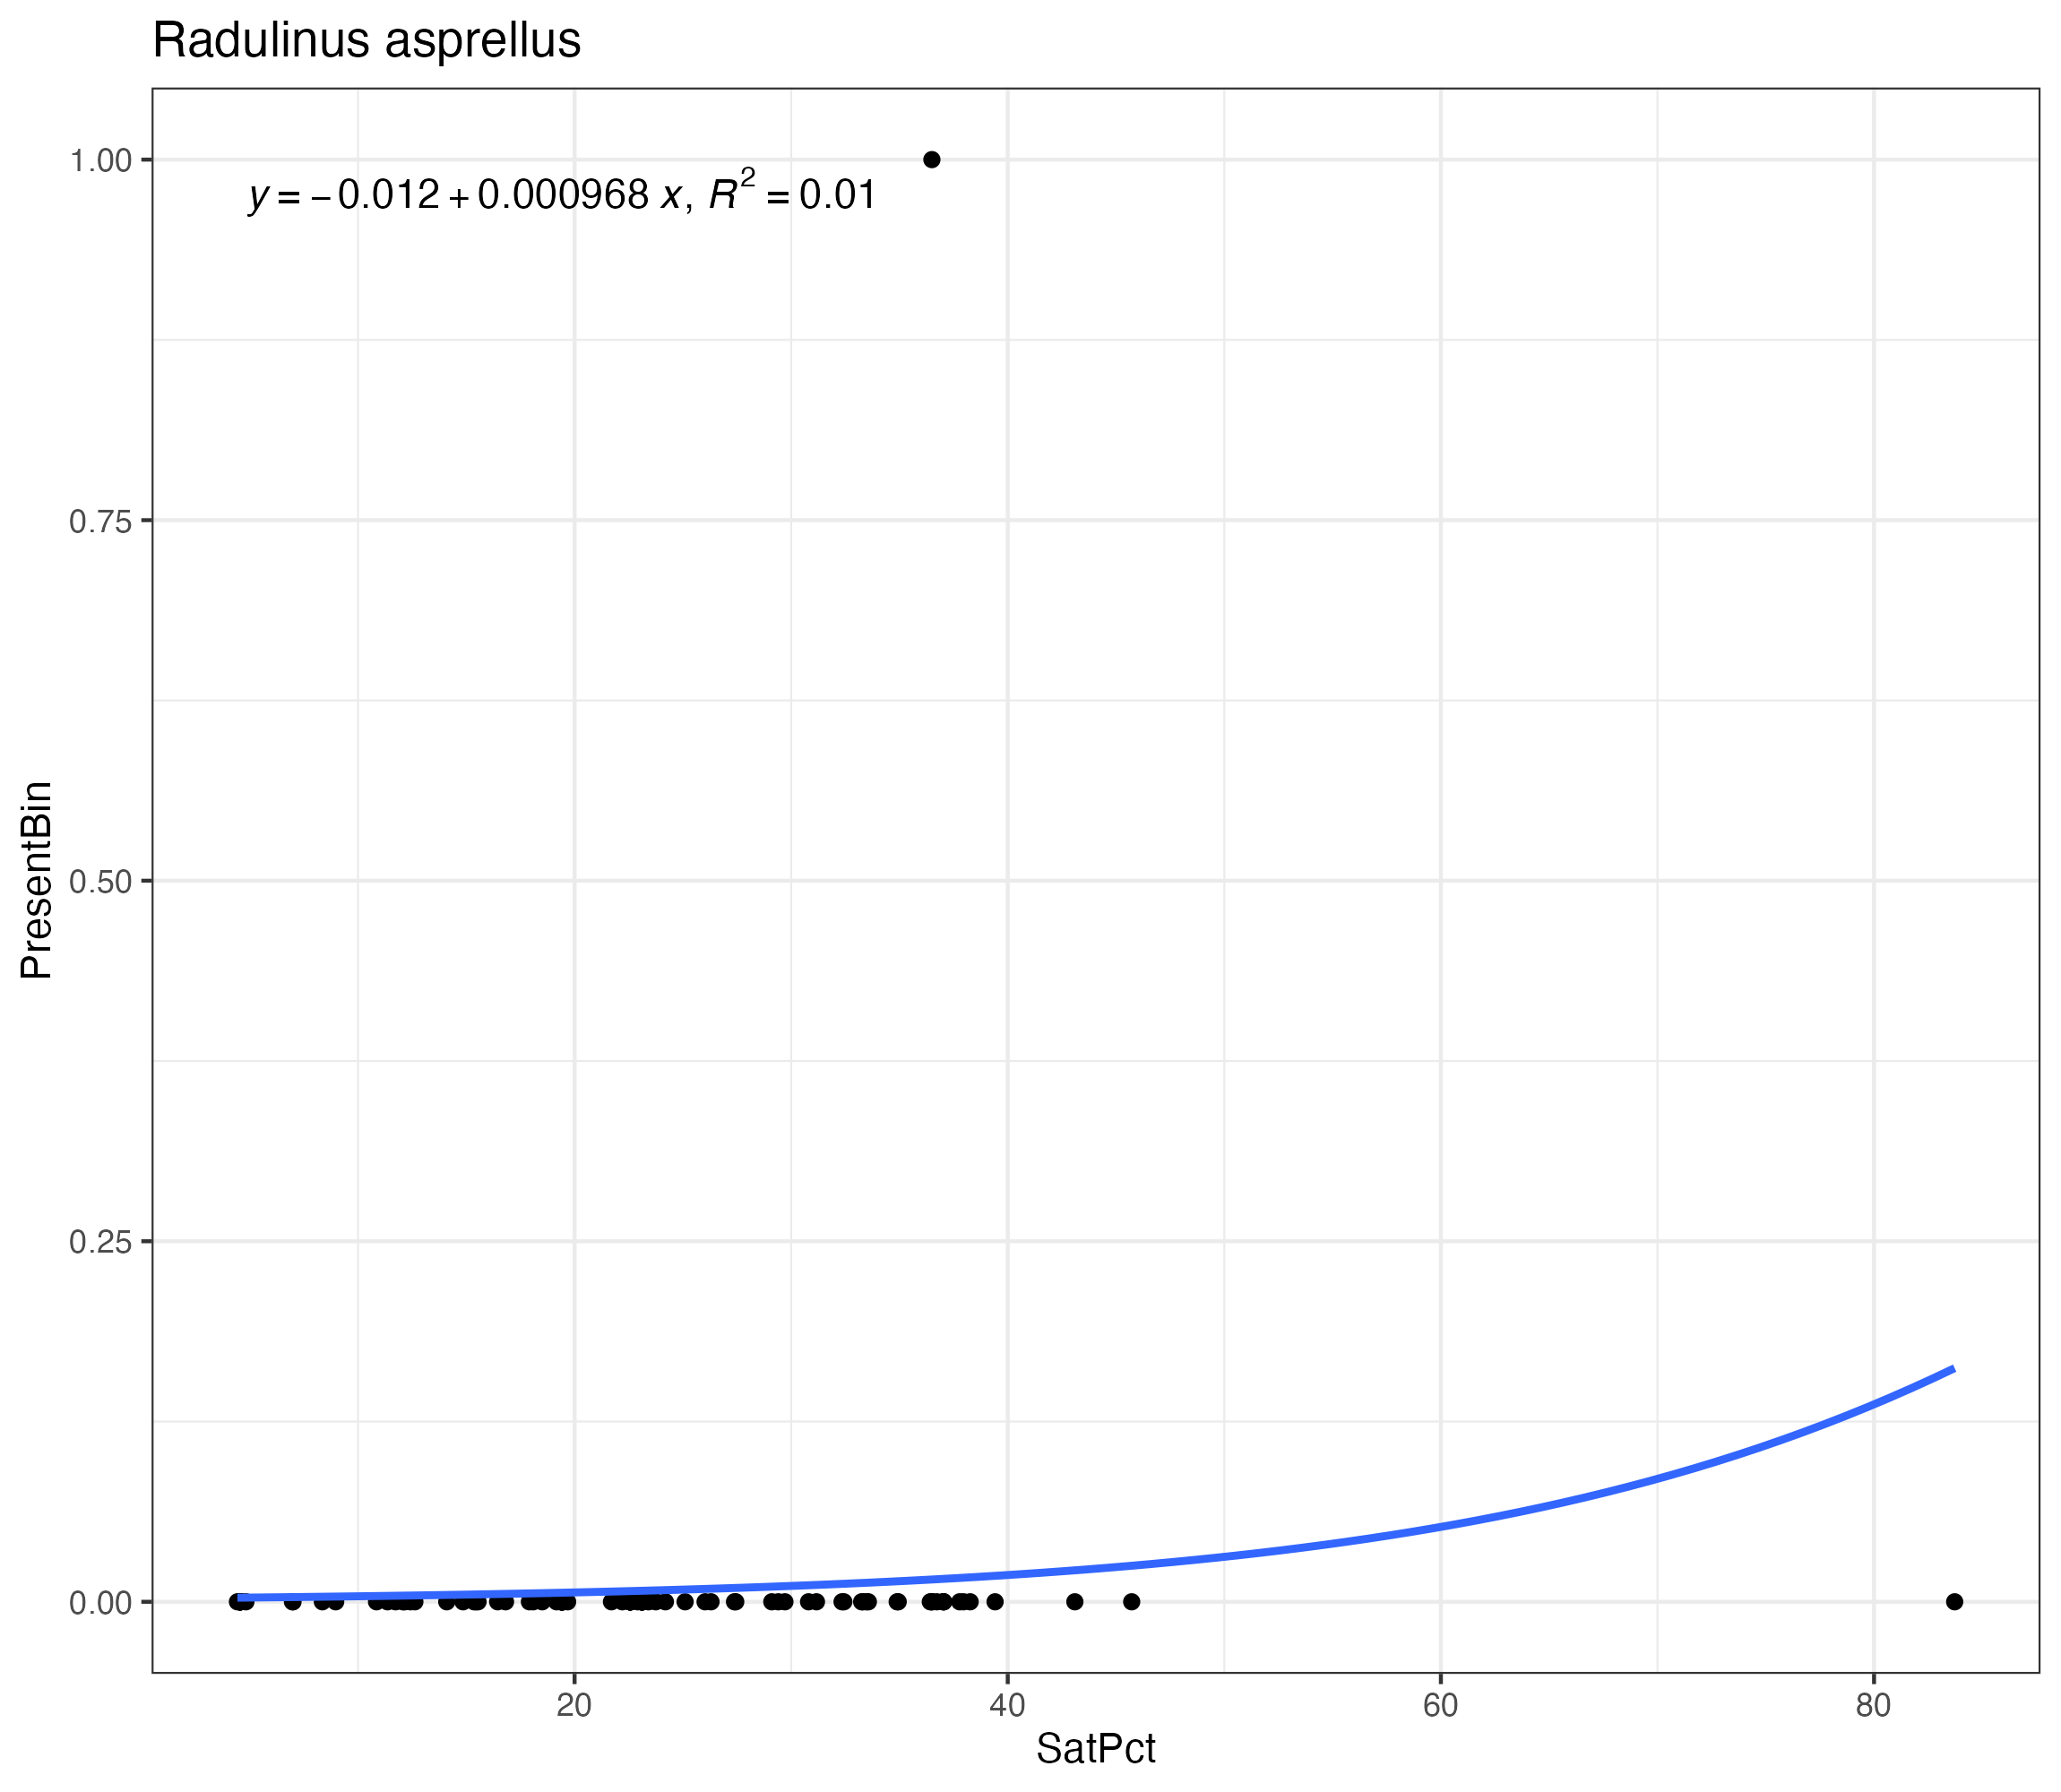 Radulinus asprellus
1.00
y = −0.012 + 0.000968 x, R² = 0.01
0.75
0.50
PresentBin
0.25
0.00
20 40 60 80
SatPct